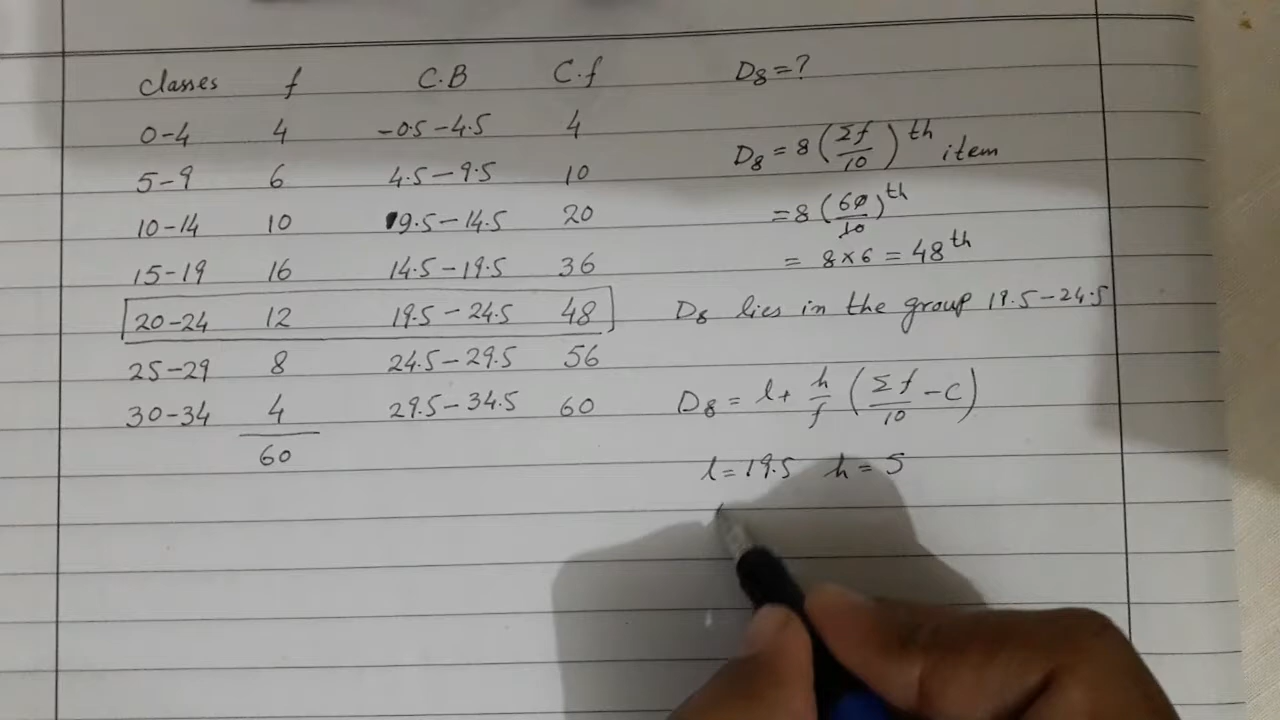 classes f C.B C.f
0-4 4 -0.5-4.5 4
5-9 6 4.5-9.5 10
10-14 10 9.5-14.5 20
15-19 16 14.5-19.5 36
20-24 12 19.5-24.5 48
25-29 8 24.5-29.5 56
30-34 4 29.5-34.5 60
60
D₈=?
D₈ = 8 (Σf/10)th item
= 8 (60/10)th
= 8×6 = 48th
D₈ lies in the group 19.5-24.5
D₈ = l + h/f (Σf/10 - C)
l = 19.5 h = 5